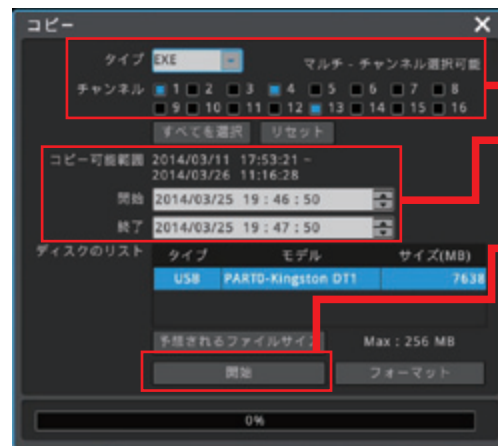 コピー
タイプ EXE マルチ - チャンネル選択可能
チャンネル 1 2 3 4 5 6 7 8
9 10 11 12 13 14 15 16
すべてを選択 リセット
コピー可能範囲 2014/03/11 17:53:21 ~
2014/03/26 11:16:28
開始 2014/03/25 19 : 46 : 50
終了 2014/03/25 19 : 47 : 50
ディスクのリスト タイプ モデル サイズ(MB)
USB PART0-Kingston DT1 7638
予想されるファイルサイズ Max : 256 MB
開始 フォーマット
0%